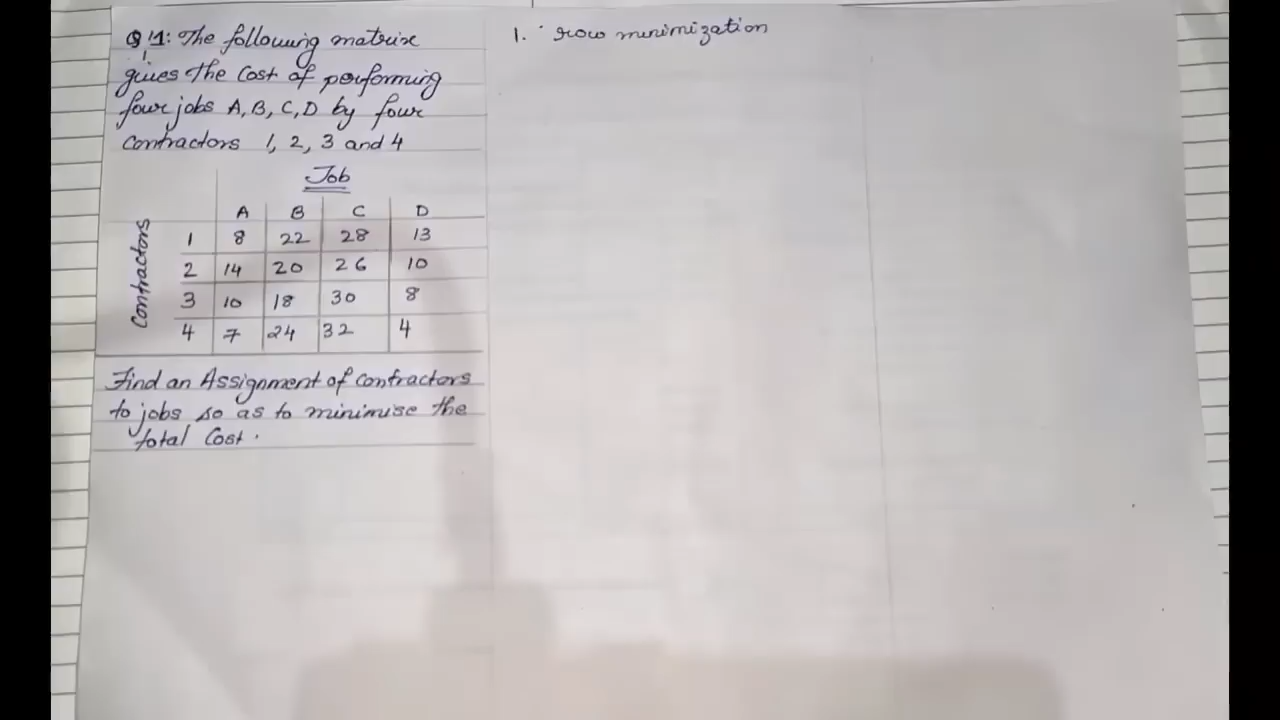 Q1: The following matrix
gives the Cost of performing
four jobs A, B, C, D by four
Contractors 1, 2, 3 and 4
Job
A B C D
Contractors
1 8 22 28 13
2 14 20 26 10
3 10 18 30 8
4 7 24 32 4
Find an Assignment of contractors
to jobs so as to minimise the
total Cost.
1. row minimization